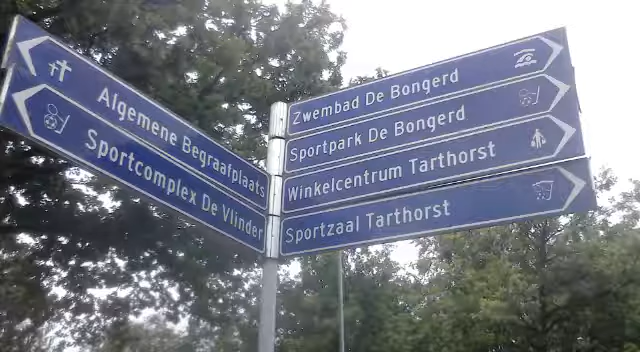 Algemene Begraafplaats
Sportcomplex De Vlinder
Zwembad De Bongerd
Sportpark De Bongerd
Winkelcentrum Tarthorst
Sportzaal Tarthorst